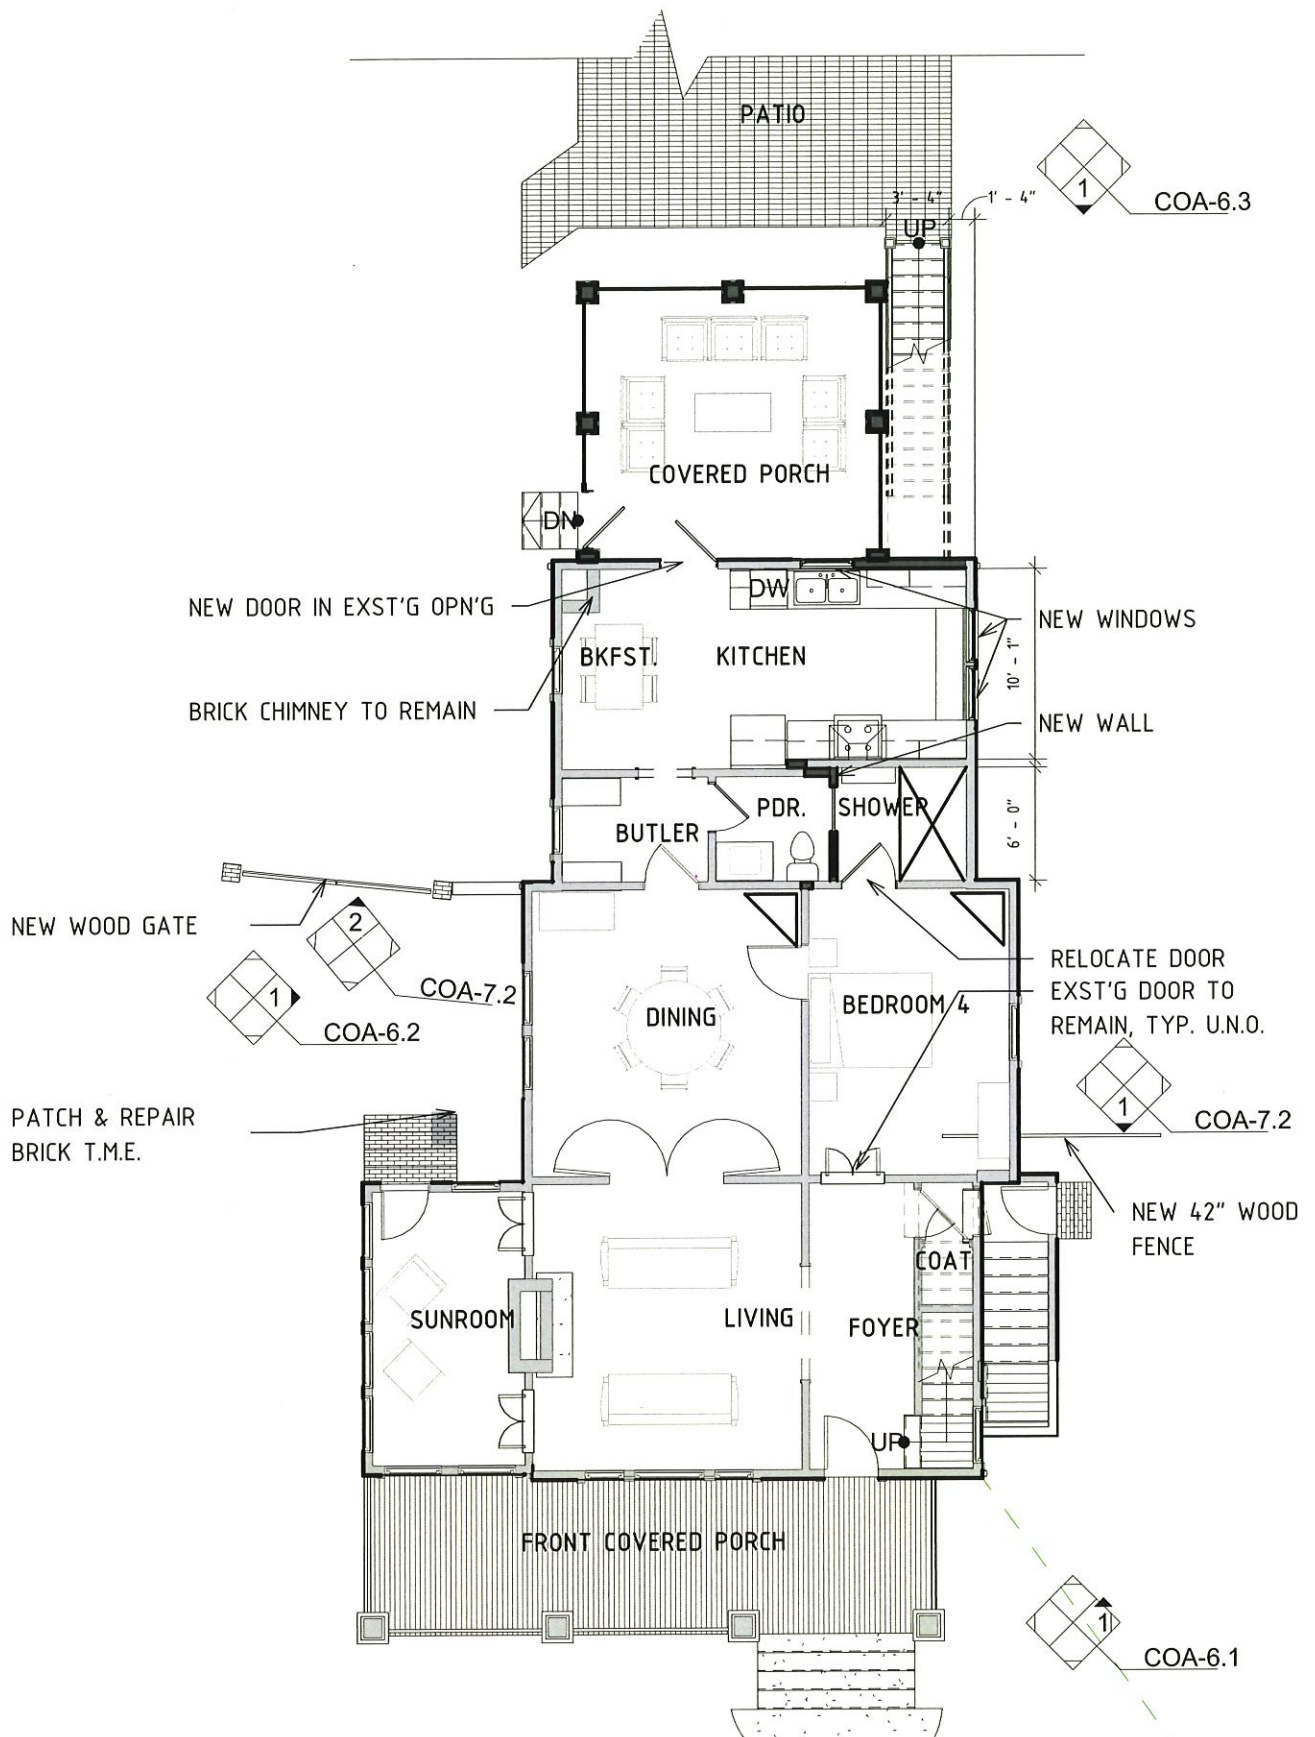 PATIO
1
COA-6.3
3' - 4"
1' - 4"
UP
COVERED PORCH
DN
DW
NEW DOOR IN EXST'G OPN'G
NEW WINDOWS
BKFST.
KITCHEN
10' - 1"
BRICK CHIMNEY TO REMAIN
NEW WALL
PDR.
SHOWER
BUTLER
6' - 0"
NEW WOOD GATE
2
COA-7.2
1
COA-6.2
RELOCATE DOOR
EXST'G DOOR TO
REMAIN, TYP. U.N.O.
DINING
BEDROOM 4
1
COA-7.2
PATCH & REPAIR
BRICK T.M.E.
NEW 42" WOOD
FENCE
COAT
SUNROOM
LIVING
FOYER
UP
FRONT COVERED PORCH
1
COA-6.1